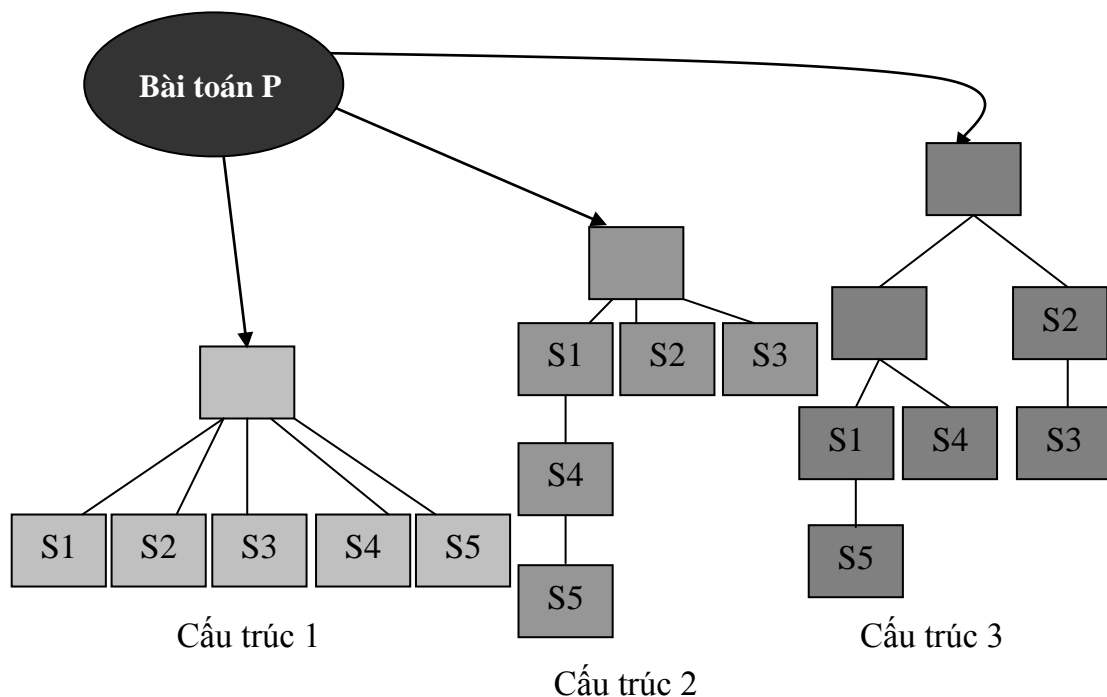 Bài toán P
S1
S2
S3
S4
S5
Cấu trúc 1
S1
S2
S3
S4
S5
Cấu trúc 2
S2
S1
S4
S3
S5
Cấu trúc 3